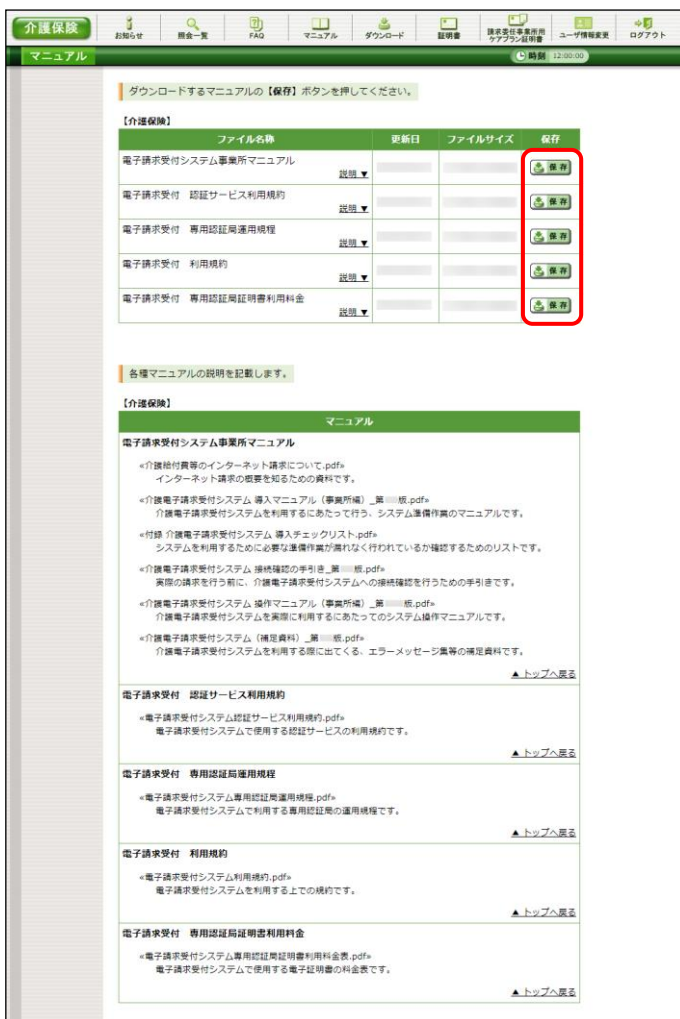 介護保険
お知らせ
照会一覧
FAQ
マニュアル
ダウンロード
証明書
請求委任事業所用
ケアプラン証明書
ユーザ情報変更
ログアウト
マニュアル
時刻 12:00:00
ダウンロードするマニュアルの【保存】ボタンを押してください。
【介護保険】
ファイル名称 更新日 ファイルサイズ 保存
電子請求受付システム事業所マニュアル
説明▼ 保存
電子請求受付　認証サービス利用規約
説明▼ 保存
電子請求受付　専用認証局運用規程
説明▼ 保存
電子請求受付　利用規約
説明▼ 保存
電子請求受付　専用認証局証明書利用料金
説明▼ 保存
各種マニュアルの説明を記載します。
【介護保険】
マニュアル
電子請求受付システム事業所マニュアル
«介護給付費等のインターネット請求について.pdf»
インターネット請求の概要を知るための資料です。
«介護電子請求受付システム 導入マニュアル（事業所編）_第　版.pdf»
介護電子請求受付システムを利用するにあたって行う、システム準備作業のマニュアルです。
«付録 介護電子請求受付システム 導入チェックリスト.pdf»
システムを利用するために必要な準備作業が漏れなく行われているか確認するためのリストです。
«介護電子請求受付システム 接続確認の手引き_第　版.pdf»
実際の請求を行う前に、介護電子請求受付システムへの接続確認を行うための手引きです。
«介護電子請求受付システム 操作マニュアル（事業所編）_第　版.pdf»
介護電子請求受付システムを実際に利用するにあたってのシステム操作マニュアルです。
«介護電子請求受付システム（補足資料）_第　版.pdf»
介護電子請求受付システムを利用する際に出てくる、エラーメッセージ集等の補足資料です。
▲ トップへ戻る
電子請求受付　認証サービス利用規約
«電子請求受付システム認証サービス利用規約.pdf»
電子請求受付システムで使用する認証サービスの利用規約です。
▲ トップへ戻る
電子請求受付　専用認証局運用規程
«電子請求受付システム専用認証局運用規程.pdf»
電子請求受付システムで利用する専用認証局の運用規程です。
▲ トップへ戻る
電子請求受付　利用規約
«電子請求受付システム利用規約.pdf»
電子請求受付システムを利用する上での規約です。
▲ トップへ戻る
電子請求受付　専用認証局証明書利用料金
«電子請求受付システム専用認証局証明書利用料金表.pdf»
電子請求受付システムで使用する電子証明書の料金表です。
▲ トップへ戻る